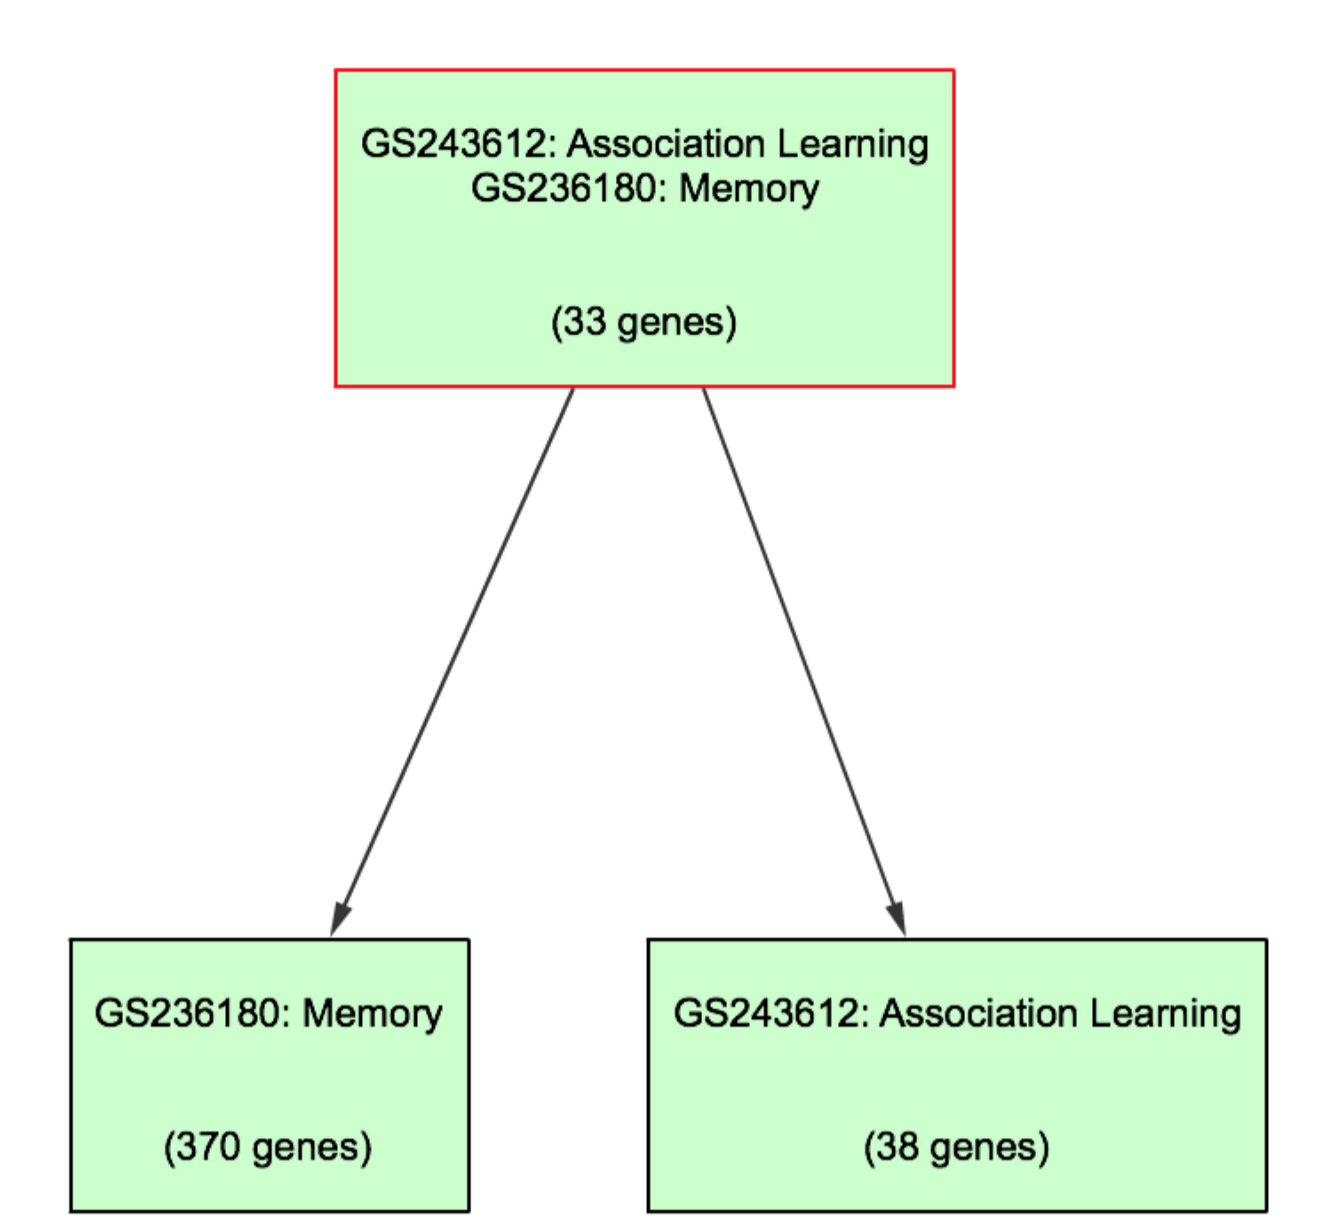 GS243612: Association Learning
GS236180: Memory
(33 genes)
GS236180: Memory
(370 genes)
GS243612: Association Learning
(38 genes)